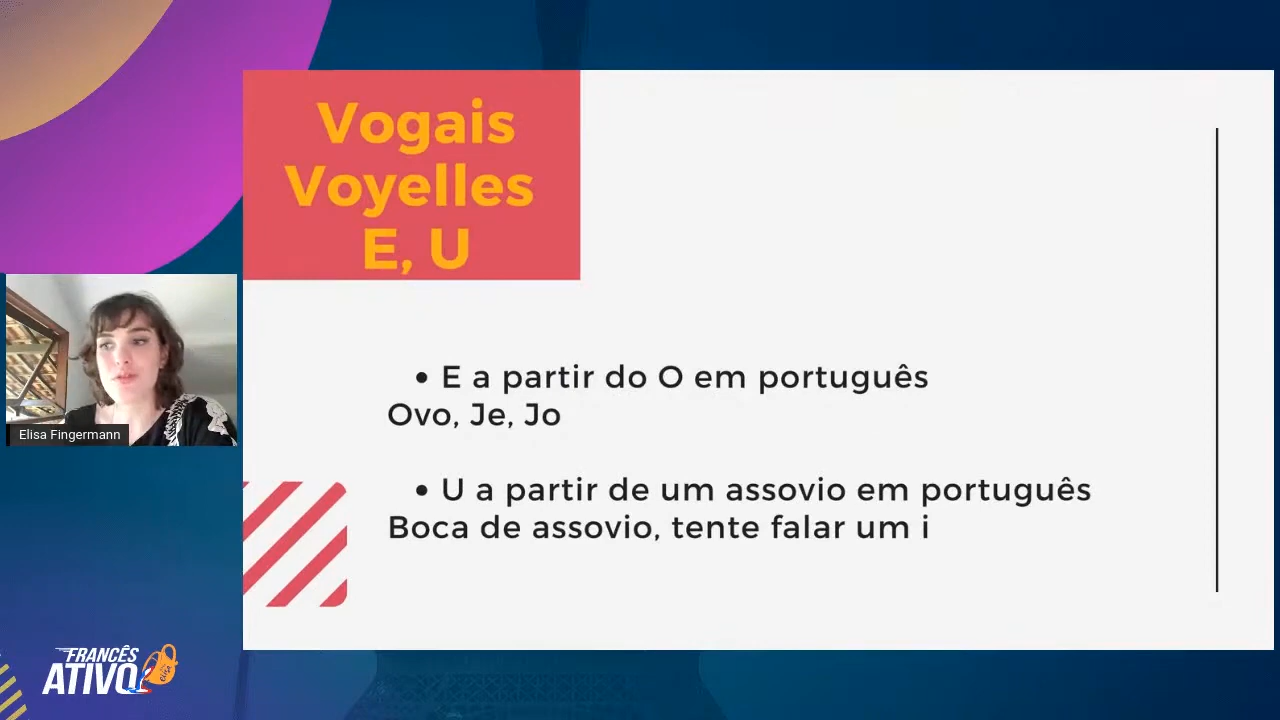 Vogais
Voyelles
E, U
• E a partir do O em português
Ovo, Je, Jo
• U a partir de um assovio em português
Boca de assovio, tente falar um i
Elisa Fingermann
FRANCÊS
ATIVO